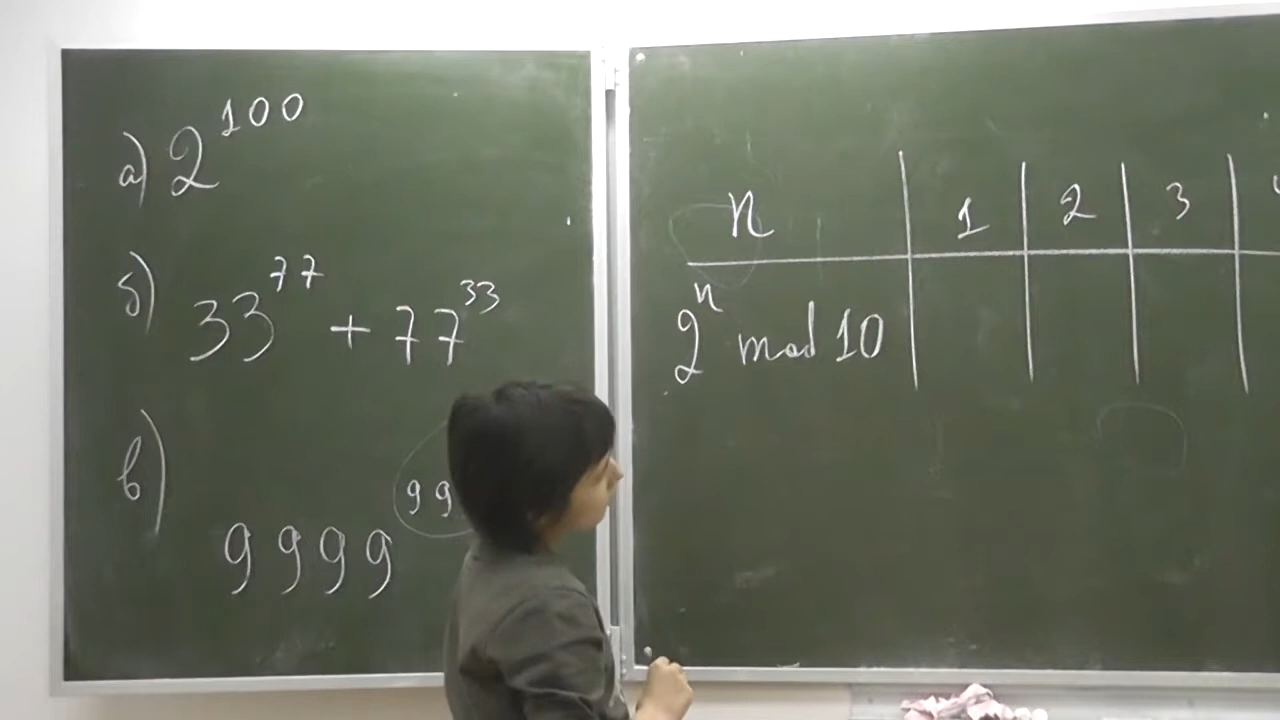 а) 2^100
б) 33^77 + 77^33
в) 9999^99
n 1 2 3
2^n mod 10